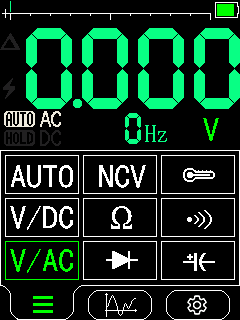 0.000
AUTO AC
HOLD DC
0Hz V
AUTO NCV
V/DC Ω
V/AC